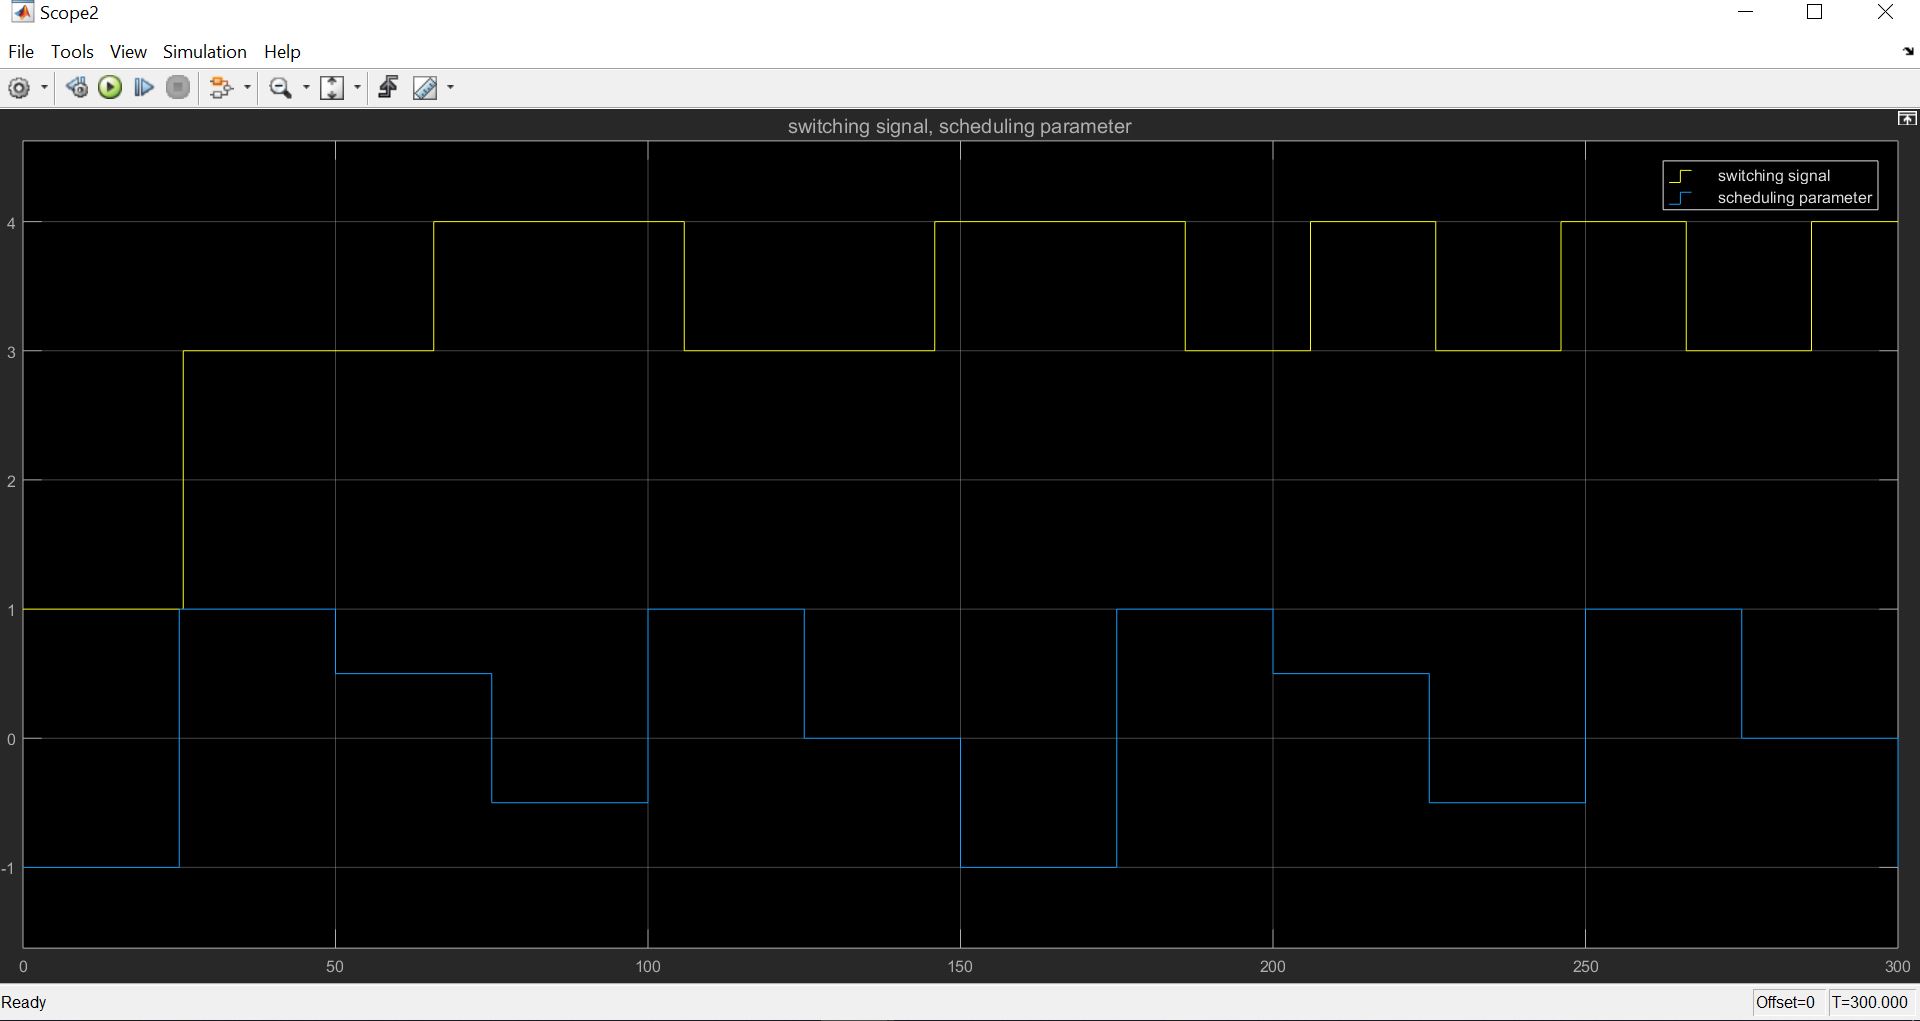 Scope2
File Tools View Simulation Help
switching signal, scheduling parameter
switching signal
scheduling parameter
4
3
2
1
0
-1
0 50 100 150 200 250 300
Ready Offset=0 T=300.000